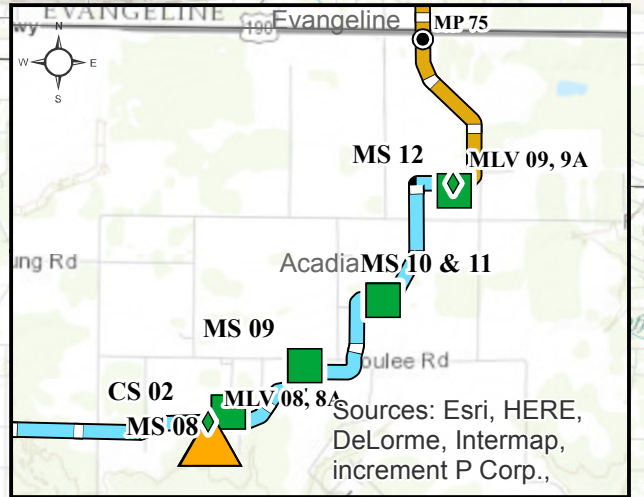 EVANGELINE
wy
190
Evangeline
MP 75
N
W E
S
MS 12
MLV 09, 9A
ung Rd
Acadia
MS 10 & 11
MS 09
oulee Rd
CS 02
MLV 08, 8A
MS 08
Sources: Esri, HERE,
DeLorme, Intermap,
increment P Corp.,